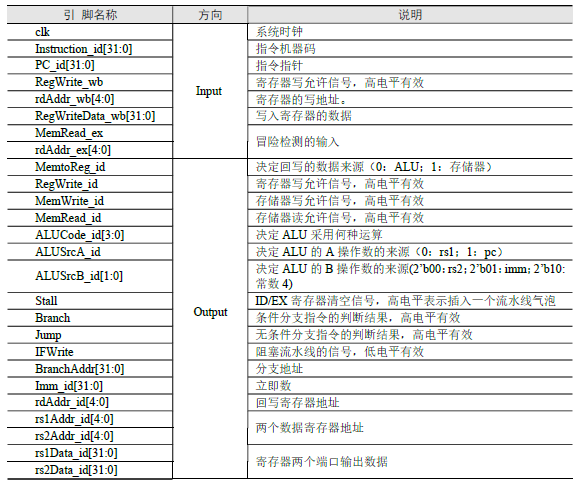 引 脚名称 方向 说明
clk 系统时钟
Instruction_id[31:0] 指令机器码
PC_id[31:0] 指令指针
RegWrite_wb 寄存器写允许信号，高电平有效
rdAddr_wb[4:0] Input 寄存器的写地址。
RegWriteData_wb[31:0] 写入寄存器的数据
MemRead_ex 冒险检测的输入
rdAddr_ex[4:0]
MemtoReg_id 决定回写的数据来源（0：ALU；1：存储器）
RegWrite_id 寄存器写允许信号，高电平有效
MemWrite_id 存储器写允许信号，高电平有效
MemRead_id 存储器读允许信号，高电平有效
ALUCode_id[3:0] 决定 ALU 采用何种运算
ALUSrcA_id 决定 ALU 的 A 操作数的来源（0：rs1；1：pc）
ALUSrcB_id[1:0] 决定 ALU 的 B 操作数的来源(2’b00：rs2；2’b01：imm；2’b10:
常数 4)
Stall Output ID/EX 寄存器清空信号，高电平表示插入一个流水线气泡
Branch 条件分支指令的判断结果，高电平有效
Jump 无条件分支指令的判断结果，高电平有效
IFWrite 阻塞流水线的信号，低电平有效
BranchAddr[31:0] 分支地址
Imm_id[31:0] 立即数
rdAddr_id[4:0] 回写寄存器地址
rs1Addr_id[4:0] 两个数据寄存器地址
rs2Addr_id[4:0]
rs1Data_id[31:0] 寄存器两个端口输出数据
rs2Data_id[31:0]